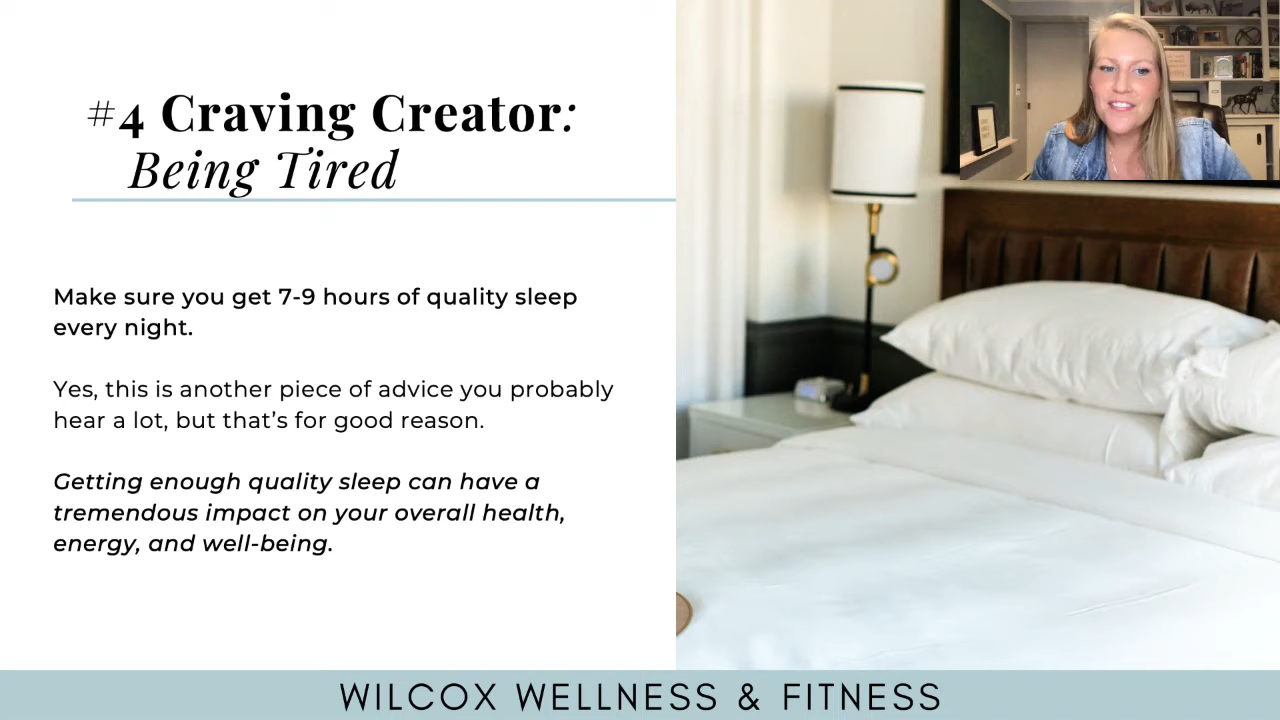 #4 Craving Creator:
Being Tired
Make sure you get 7-9 hours of quality sleep
every night.
Yes, this is another piece of advice you probably
hear a lot, but that’s for good reason.
Getting enough quality sleep can have a
tremendous impact on your overall health,
energy, and well-being.
WILCOX WELLNESS & FITNESS